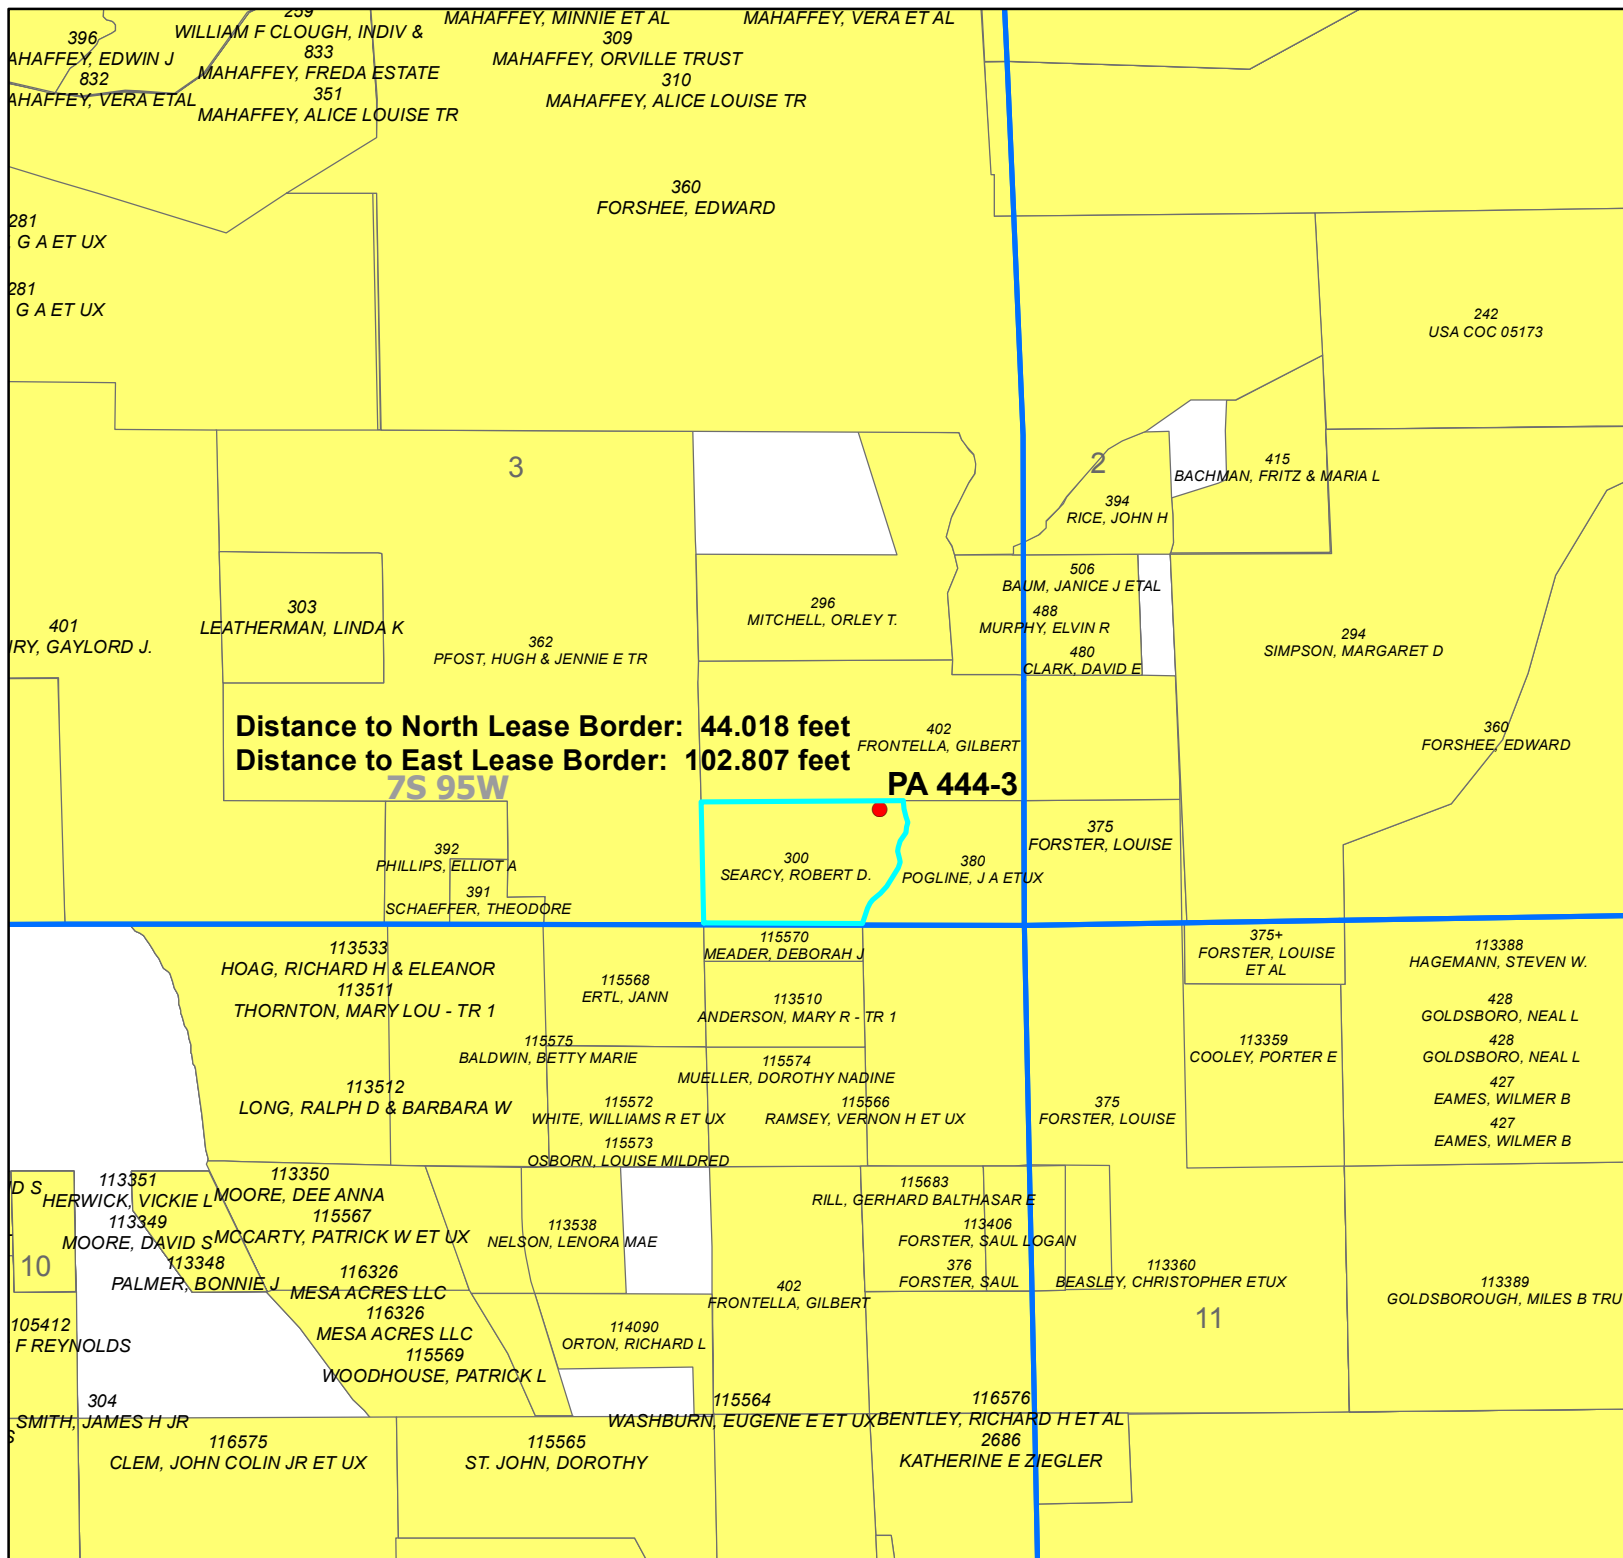 259
WILLIAM F CLOUGH, INDIV &
833
MAHAFFEY, FREDA ESTATE
351
MAHAFFEY, ALICE LOUISE TR
396
AHAFFEY, EDWIN J
832
AHAFFEY, VERA ETAL
MAHAFFEY, MINNIE ET AL
309
MAHAFFEY, ORVILLE TRUST
310
MAHAFFEY, ALICE LOUISE TR
MAHAFFEY, VERA ET AL
360
FORSHEE, EDWARD
281
G A ET UX
281
G A ET UX
242
USA COC 05173
3
2
415
BACHMAN, FRITZ & MARIA L
394
RICE, JOHN H
506
BAUM, JANICE J ETAL
488
MURPHY, ELVIN R
480
CLARK, DAVID E
296
MITCHELL, ORLEY T.
303
LEATHERMAN, LINDA K
401
IRY, GAYLORD J.
362
PFOST, HUGH & JENNIE E TR
294
SIMPSON, MARGARET D
Distance to North Lease Border: 44.018 feet
Distance to East Lease Border: 102.807 feet
402
FRONTELLA, GILBERT
360
FORSHEE, EDWARD
7S 95W
PA 444-3
392
PHILLIPS, ELLIOT A
391
SCHAEFFER, THEODORE
300
SEARCY, ROBERT D.
380
POGLINE, J A ETUX
375
FORSTER, LOUISE
113533
HOAG, RICHARD H & ELEANOR
113511
THORNTON, MARY LOU - TR 1
115568
ERTL, JANN
115570
MEADER, DEBORAH J
113510
ANDERSON, MARY R - TR 1
375+
FORSTER, LOUISE
ET AL
113388
HAGEMANN, STEVEN W.
428
GOLDSBORO, NEAL L
428
GOLDSBORO, NEAL L
427
EAMES, WILMER B
427
EAMES, WILMER B
115575
BALDWIN, BETTY MARIE
115574
MUELLER, DOROTHY NADINE
113359
COOLEY, PORTER E
113512
LONG, RALPH D & BARBARA W
115572
WHITE, WILLIAMS R ET UX
115566
RAMSEY, VERNON H ET UX
375
FORSTER, LOUISE
115573
OSBORN, LOUISE MILDRED
D S
113351
HERWICK, VICKIE L
113349
MOORE, DAVID S
113348
PALMER, BONNIE J
113350
MOORE, DEE ANNA
115567
MCCARTY, PATRICK W ET UX
113538
NELSON, LENORA MAE
115683
RILL, GERHARD BALTHASAR E
113406
FORSTER, SAUL LOGAN
376
FORSTER, SAUL
113360
BEASLEY, CHRISTOPHER ETUX
10
116326
MESA ACRES LLC
116326
MESA ACRES LLC
115569
WOODHOUSE, PATRICK L
402
FRONTELLA, GILBERT
113389
GOLDSBOROUGH, MILES B TRU
11
105412
F REYNOLDS
114090
ORTON, RICHARD L
304
SMITH, JAMES H JR
S
115564
WASHBURN, EUGENE E ET UX
116576
BENTLEY, RICHARD H ET AL
2686
KATHERINE E ZIEGLER
116575
CLEM, JOHN COLIN JR ET UX
115565
ST. JOHN, DOROTHY